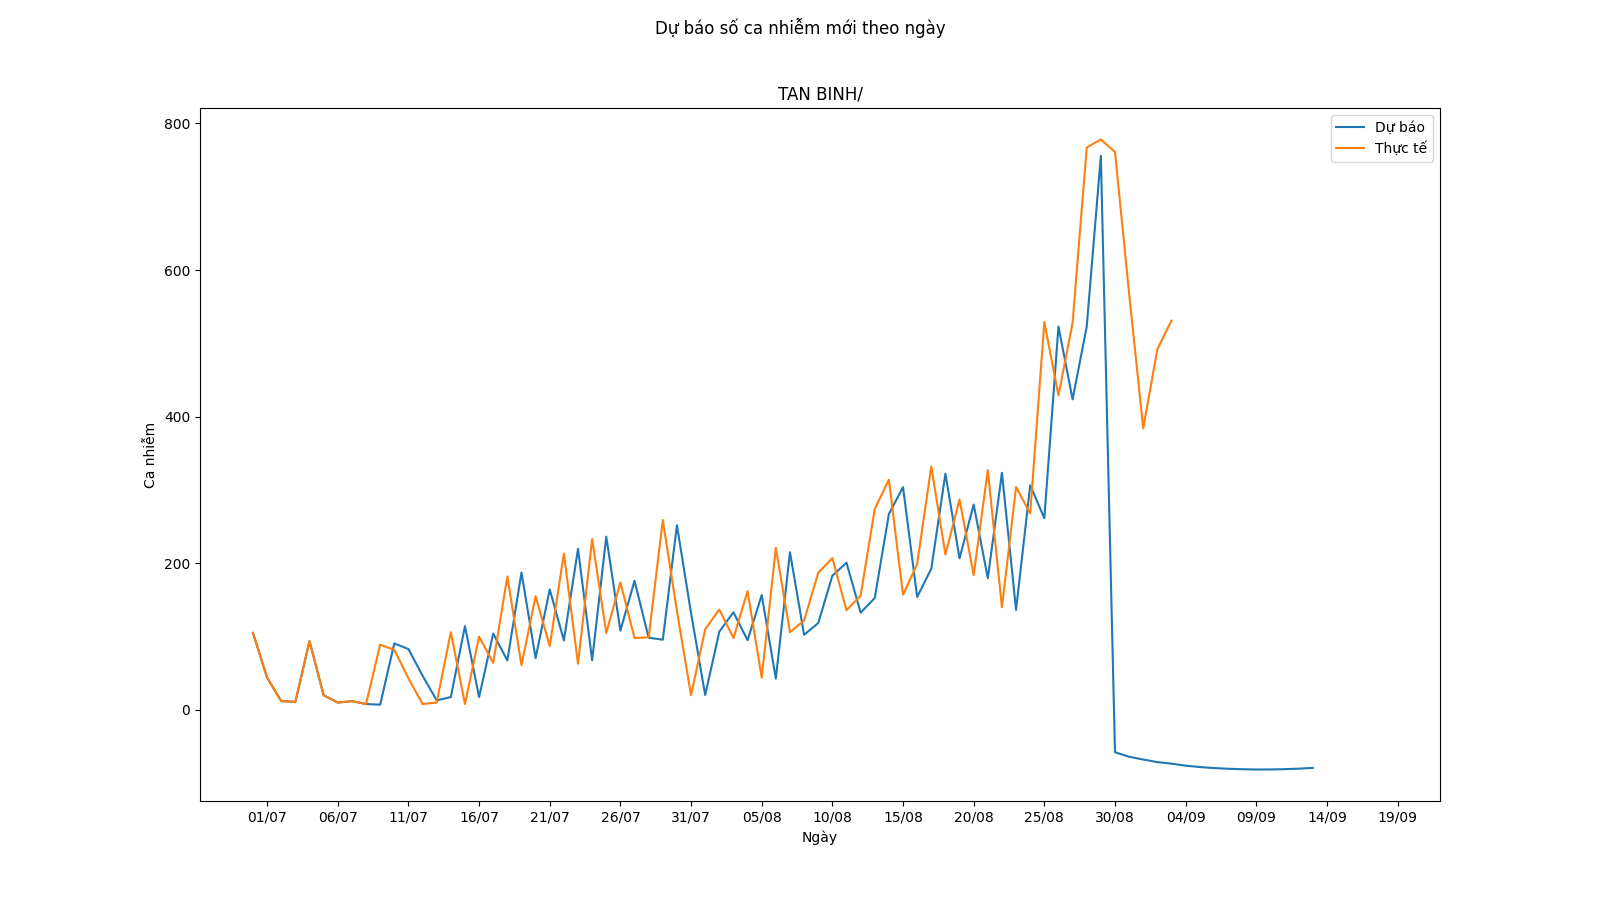 Dự báo số ca nhiễm mới theo ngày
TAN BINH/
Dự báo
Thực tế
800
600
400
200
0
Ca nhiễm
01/07 06/07 11/07 16/07 21/07 26/07 31/07 05/08 10/08 15/08 20/08 25/08 30/08 04/09 09/09 14/09 19/09
Ngày